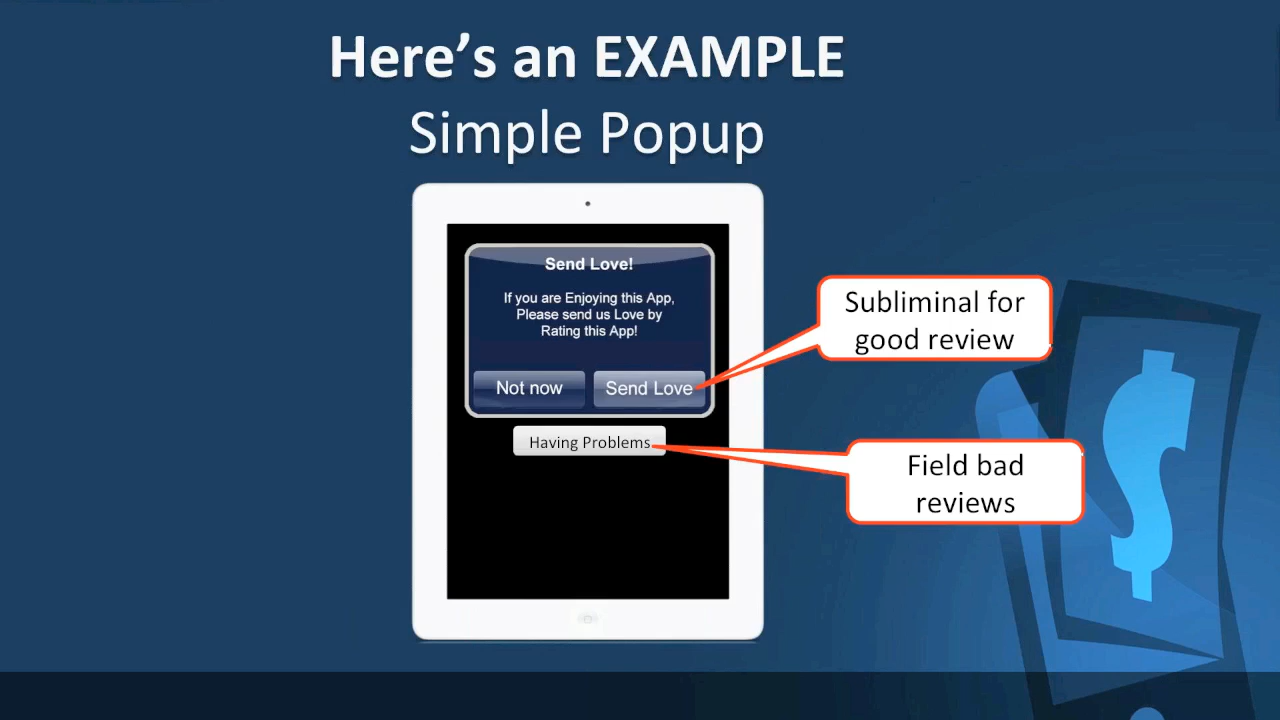 Here's an EXAMPLE
Simple Popup
Send Love!
If you are Enjoying this App,
Please send us Love by
Rating this App!
Not now
Send Love
Having Problems
Subliminal for
good review
Field bad
reviews
$